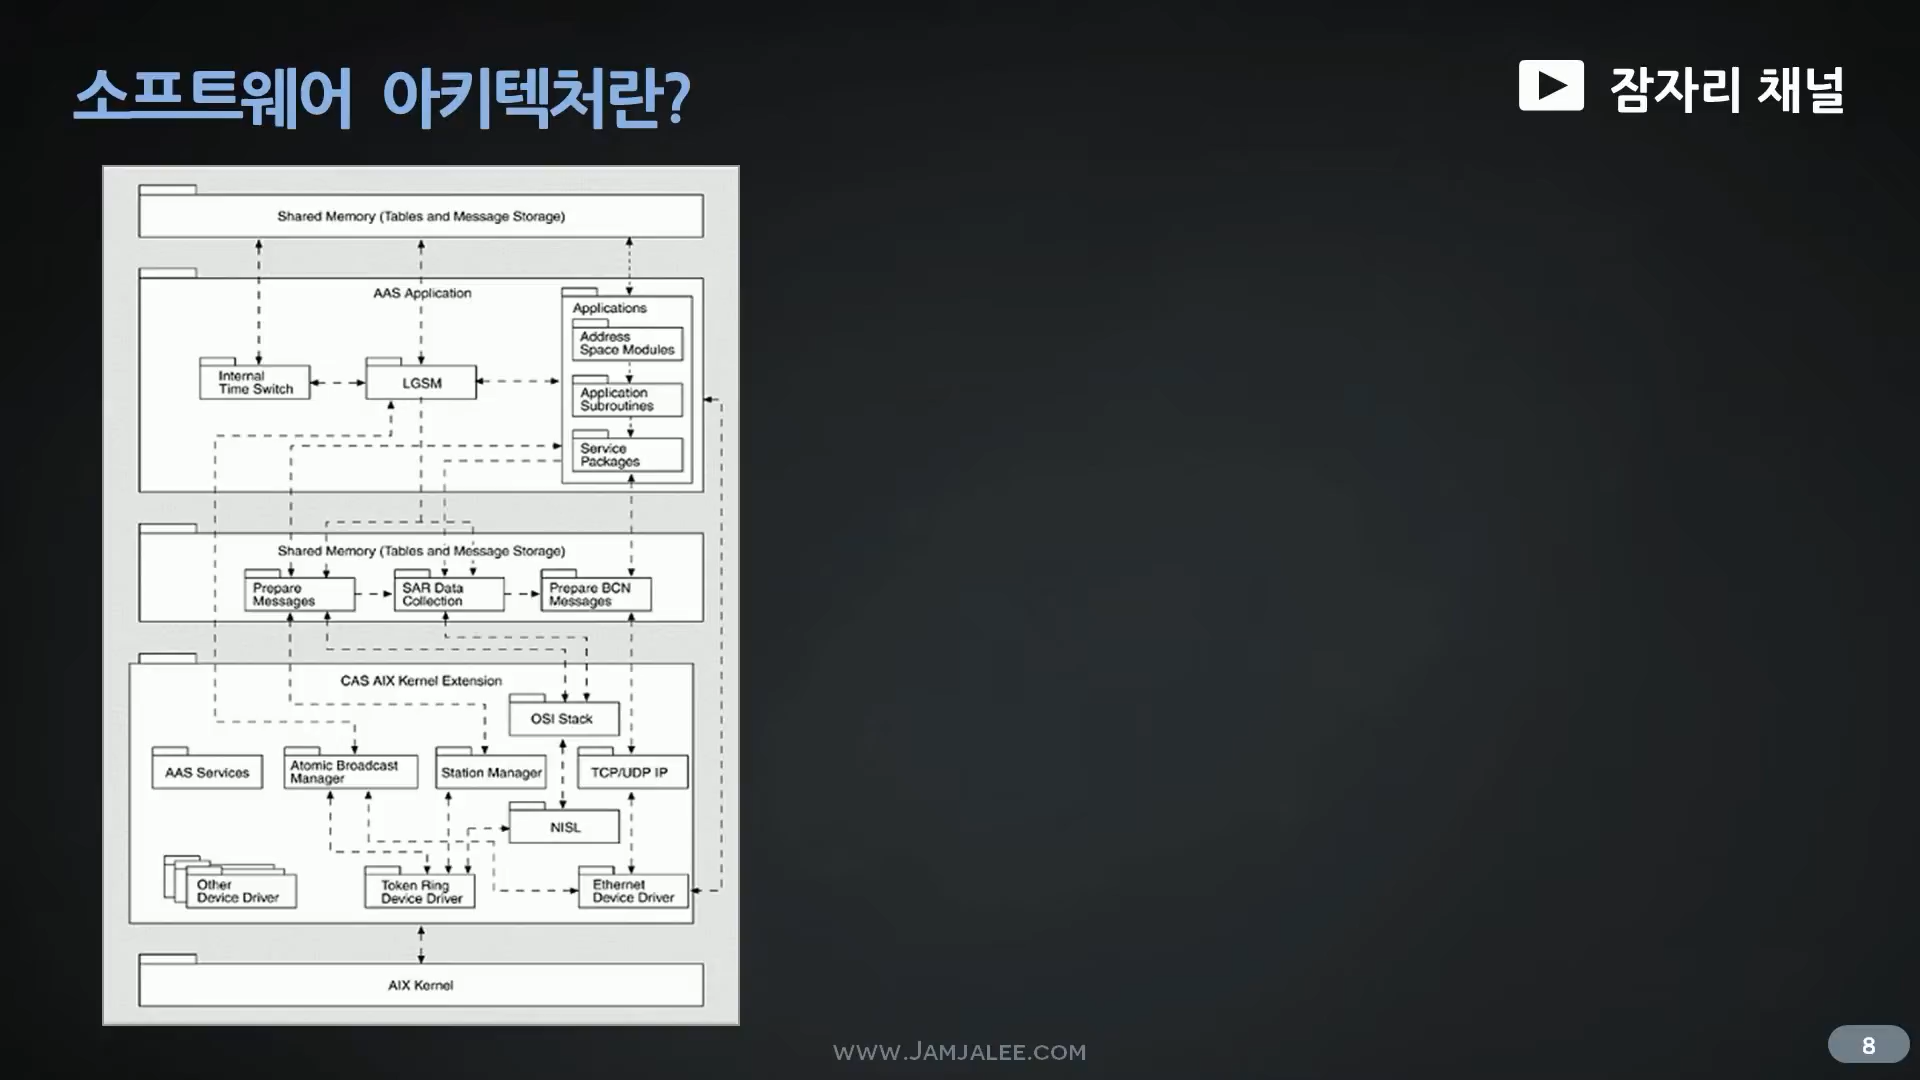 소프트웨어 아키텍처란?
잠자리 채널
Shared Memory (Tables and Message Storage)
AAS Application
Applications
Address
Space Modules
Internal
Time Switch
LGSM
Application
Subroutines
Service
Packages
Shared Memory (Tables and Message Storage)
Prepare
Messages
SAR Data
Collection
Prepare BCN
Messages
CAS AIX Kernel Extension
OSI Stack
AAS Services
Atomic Broadcast
Manager
Station Manager
TCP/UDP IP
NISL
Other
Device Driver
Token Ring
Device Driver
Ethernet
Device Driver
AIX Kernel
www.Jamjalee.com
8